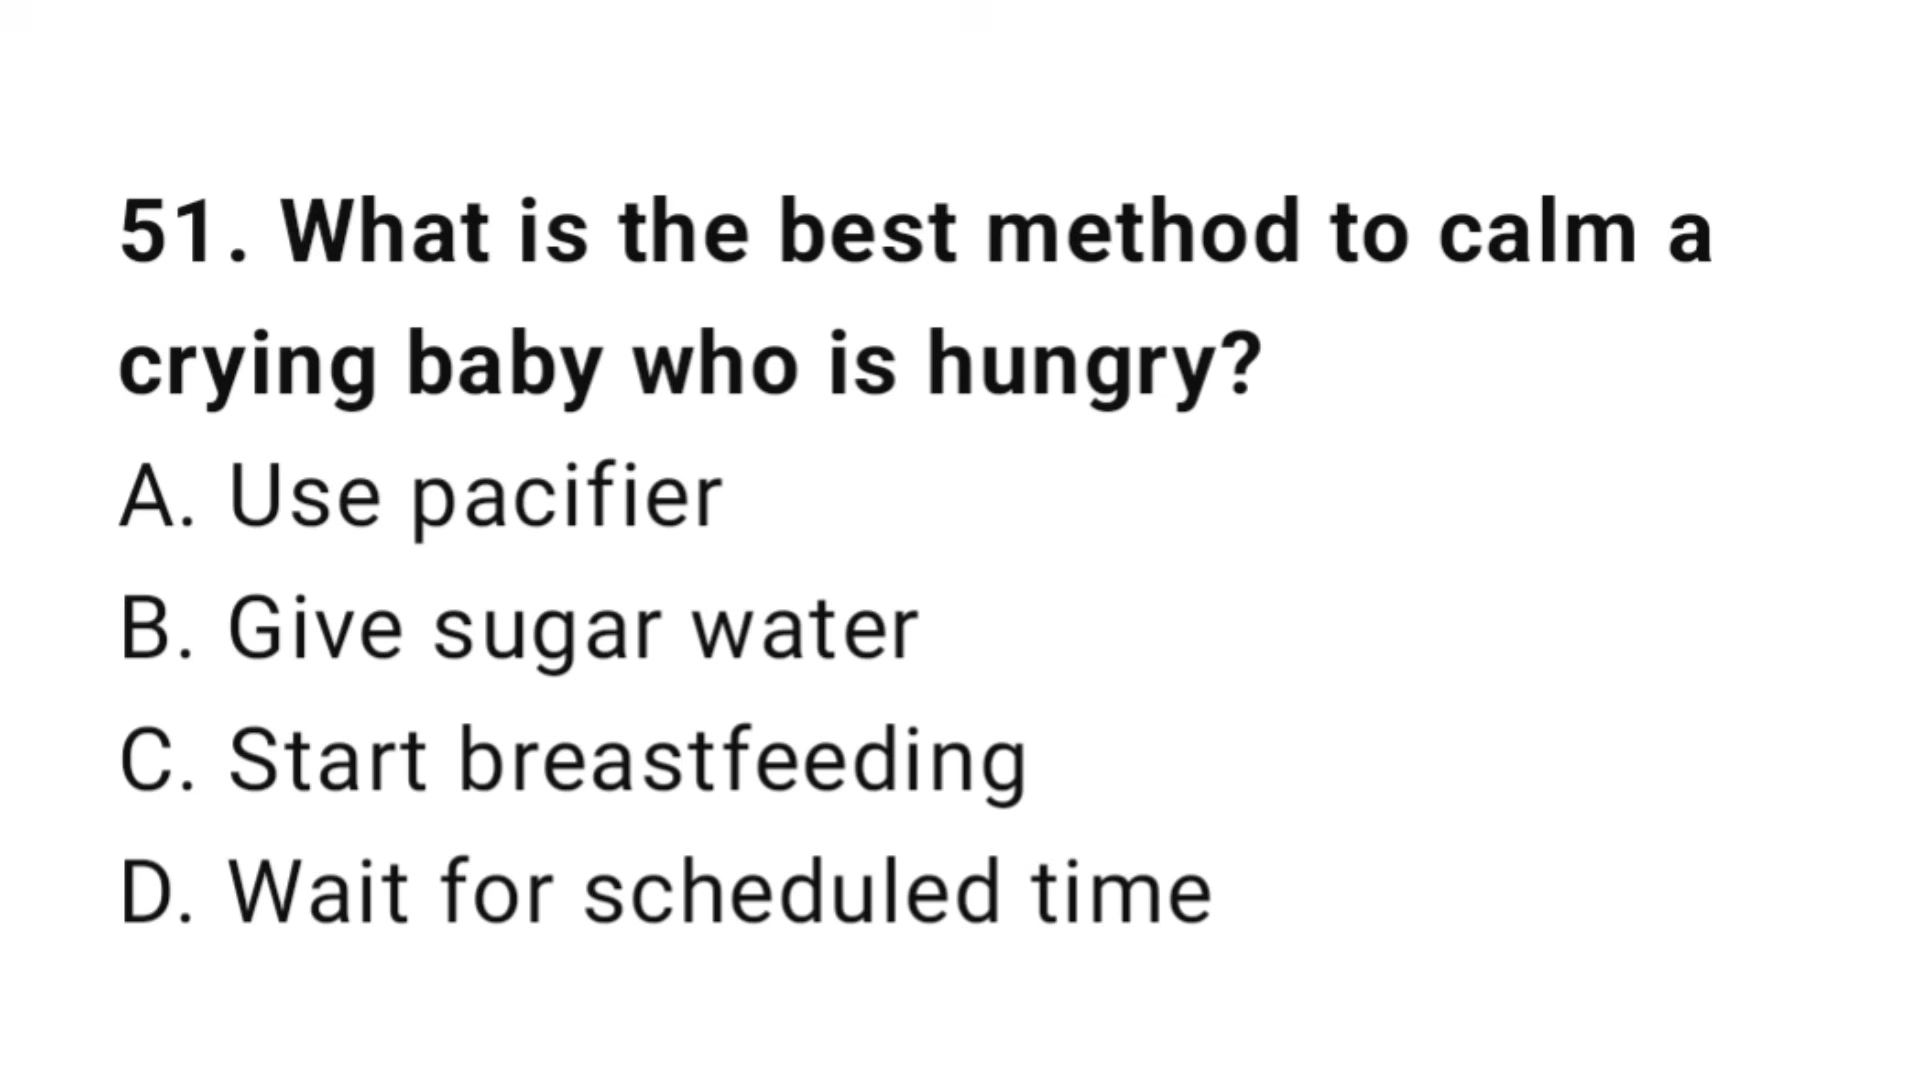 51. What is the best method to calm a
crying baby who is hungry?
A. Use pacifier
B. Give sugar water
C. Start breastfeeding
D. Wait for scheduled time